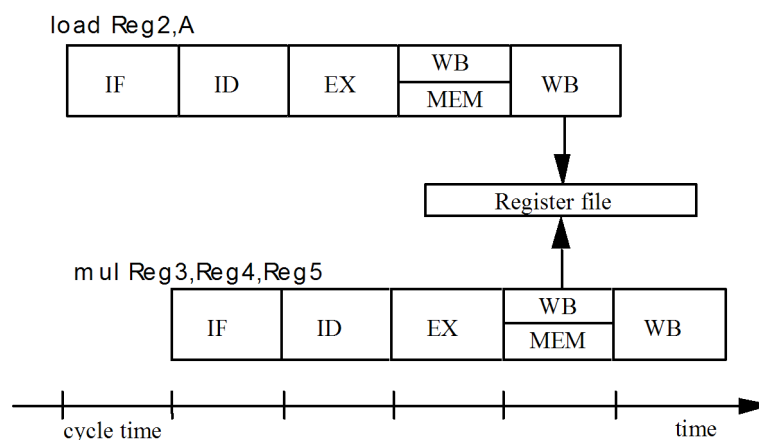 load Reg2,A
IF ID EX WB MEM WB
Register file
mul Reg3,Reg4,Reg5
IF ID EX WB MEM WB
cycle time time